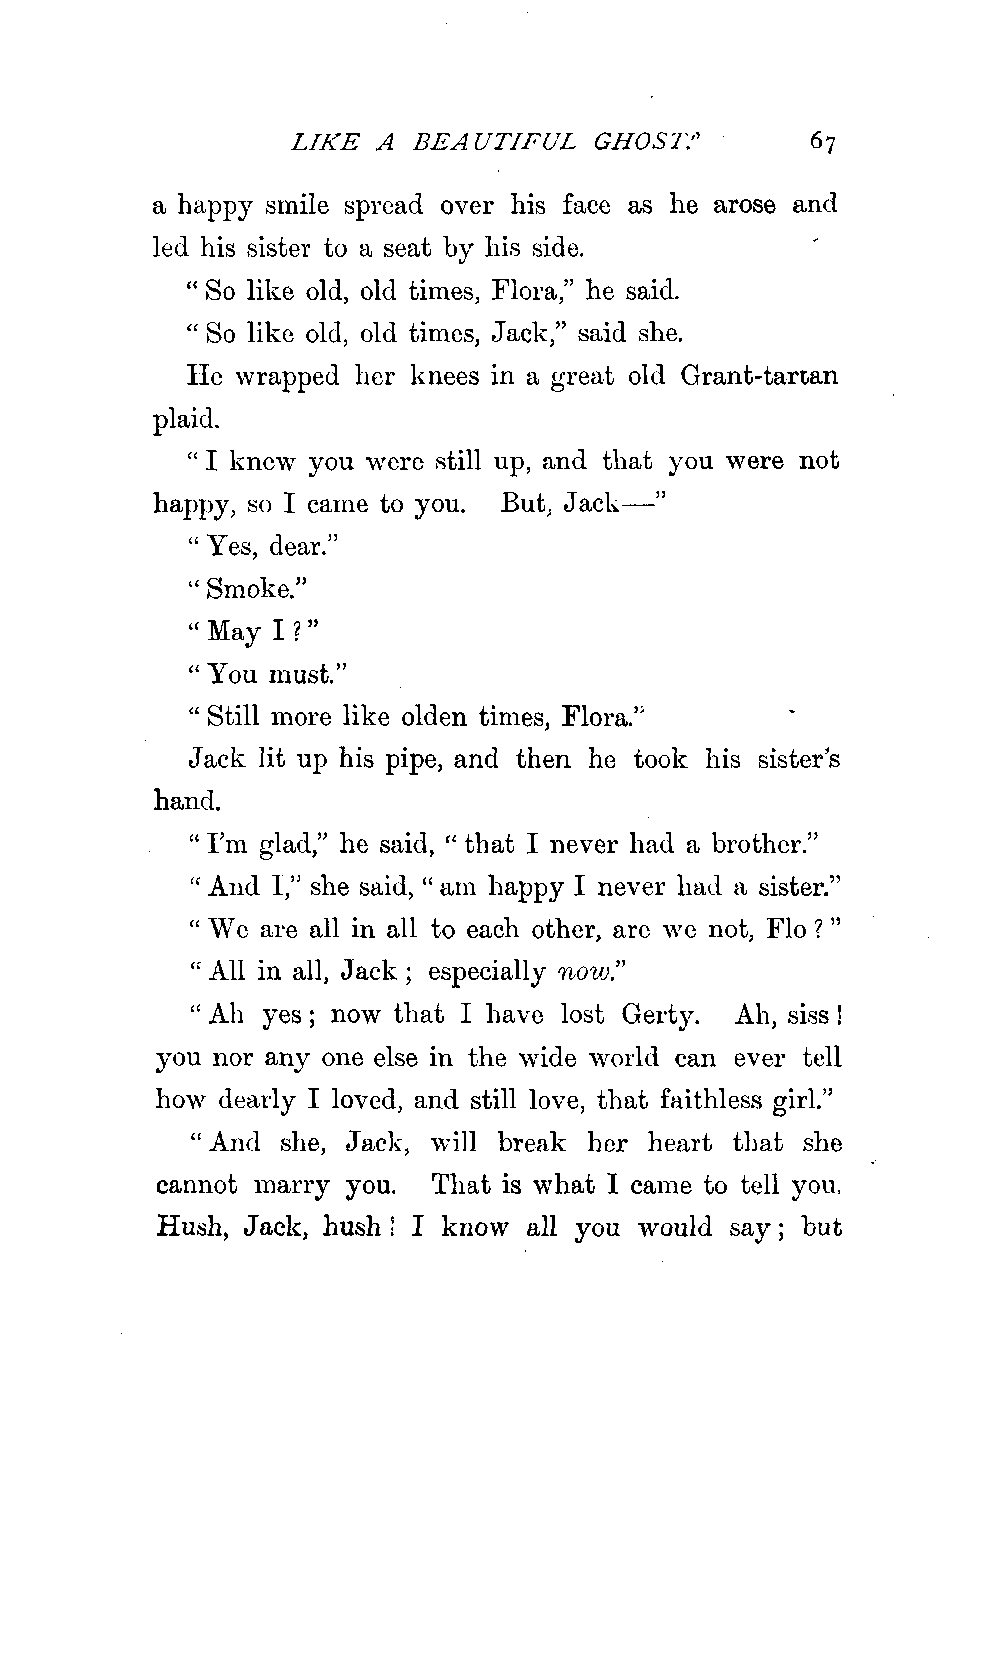 LIKE A BEAUTIFUL GHOST? 67
a happy smile spread over his face as he arose and
led his sister to a seat by his side.
“So like old, old times, Flora,” he said.
“So like old, old times, Jack,” said she.
He wrapped her knees in a great old Grant-tartan
plaid.
“I knew you were still up, and that you were not
happy, so I came to you. But, Jack—”
“Yes, dear.”
“Smoke.”
“May I?”
“You must.”
“Still more like olden times, Flora.”
Jack lit up his pipe, and then he took his sister’s
hand.
“I’m glad,” he said, “that I never had a brother.”
“And I,” she said, “am happy I never had a sister.”
“We are all in all to each other, are we not, Flo?”
“All in all, Jack; especially now.”
“Ah yes; now that I have lost Gerty. Ah, siss!
you nor any one else in the wide world can ever tell
how dearly I loved, and still love, that faithless girl.”
“And she, Jack, will break her heart that she
cannot marry you. That is what I came to tell you.
Hush, Jack, hush! I know all you would say; but